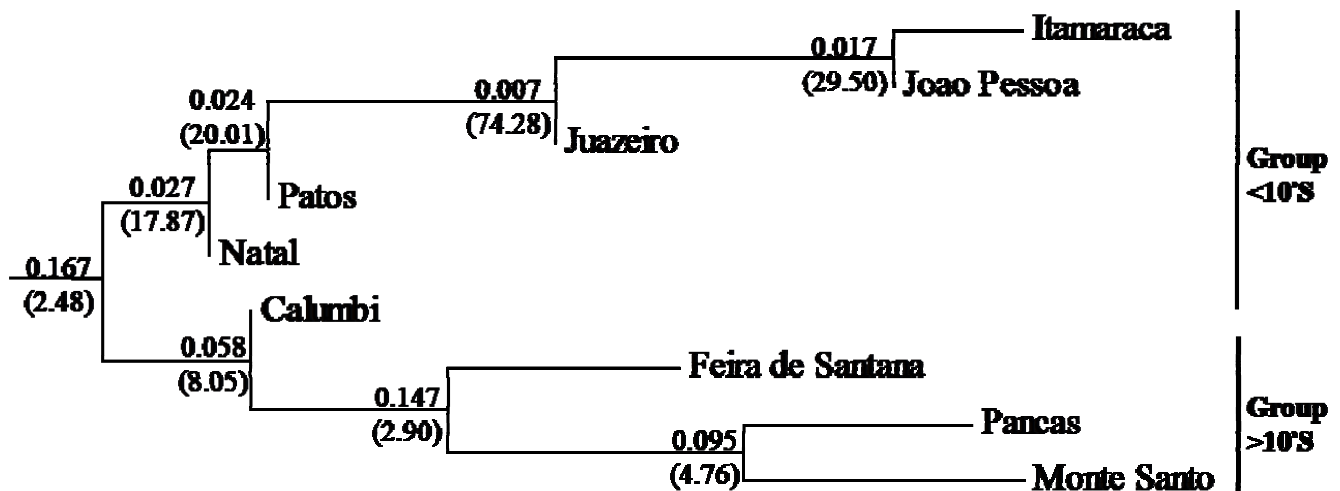 Itamaraca
0.017
(29.50)
Joao Pessoa
0.024
(20.01)
0.007
(74.28)
Juazeiro
Group
<10°S
0.027
(17.87)
Patos
Natal
0.167
(2.48)
Calumbi
0.058
(8.05)
Feira de Santana
0.147
(2.90)
Group
>10°S
Pancas
0.095
(4.76)
Monte Santo